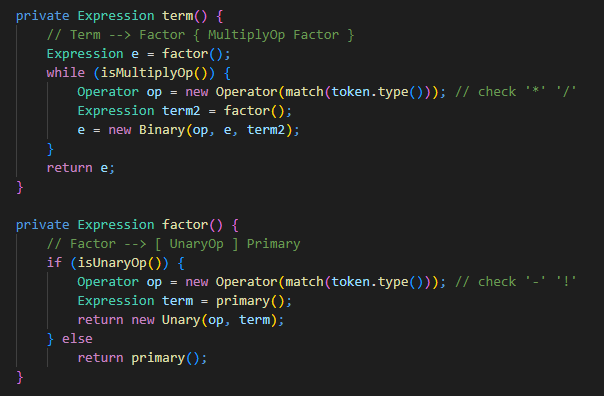 private Expression term() {
    // Term --> Factor { MultiplyOp Factor }
    Expression e = factor();
    while (isMultiplyOp()) {
        Operator op = new Operator(match(token.type())); // check '*' '/'
        Expression term2 = factor();
        e = new Binary(op, e, term2);
    }
    return e;
}

private Expression factor() {
    // Factor --> [ UnaryOp ] Primary
    if (isUnaryOp()) {
        Operator op = new Operator(match(token.type())); // check '-' '!'
        Expression term = primary();
        return new Unary(op, term);
    } else
        return primary();
}